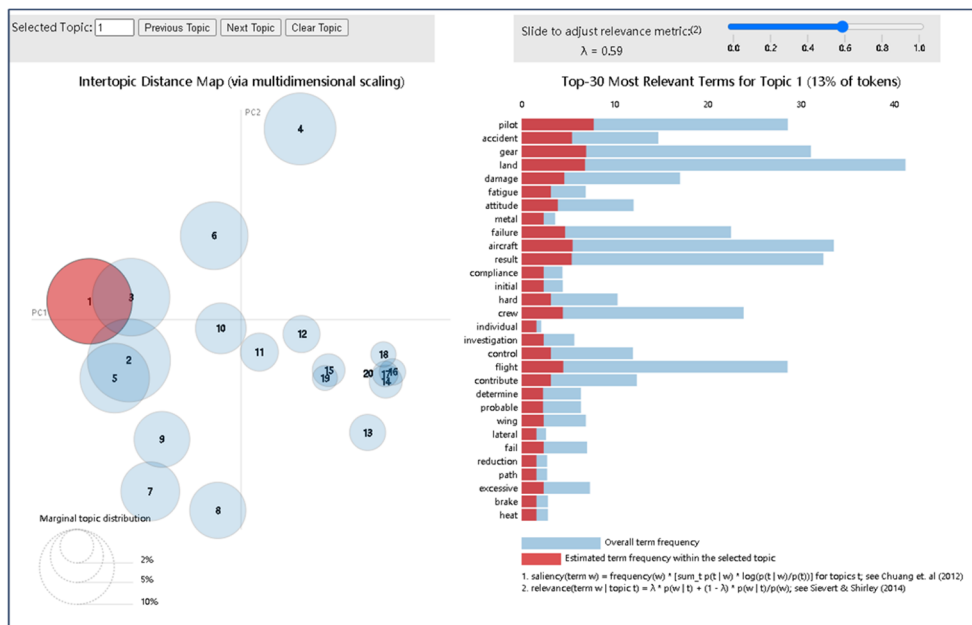 Selected Topic: 1 Previous Topic Next Topic Clear Topic
Slide to adjust relevance metric:(2)
λ = 0.59
0.0 0.2 0.4 0.6 0.8 1.0
Intertopic Distance Map (via multidimensional scaling)
PC2
PC1
4
6
1
3
10
12
11
2
5
18
15
19
20
17
16
14
9
13
7
8
Marginal topic distribution
2%
5%
10%
Top-30 Most Relevant Terms for Topic 1 (13% of tokens)
0 10 20 30 40
pilot
accident
gear
land
damage
fatigue
attitude
metal
failure
aircraft
result
compliance
initial
hard
crew
individual
investigation
control
flight
contribute
determine
probable
wing
lateral
fail
reduction
path
excessive
brake
heat
Overall term frequency
Estimated term frequency within the selected topic
1. saliency(term w) = frequency(w) * [sum_t p(t | w) * log(p(t | w)/p(t))] for topics t; see Chuang et. al (2012)
2. relevance(term w | topic t) = λ * p(w | t) + (1 - λ) * p(w | t)/p(w); see Sievert & Shirley (2014)